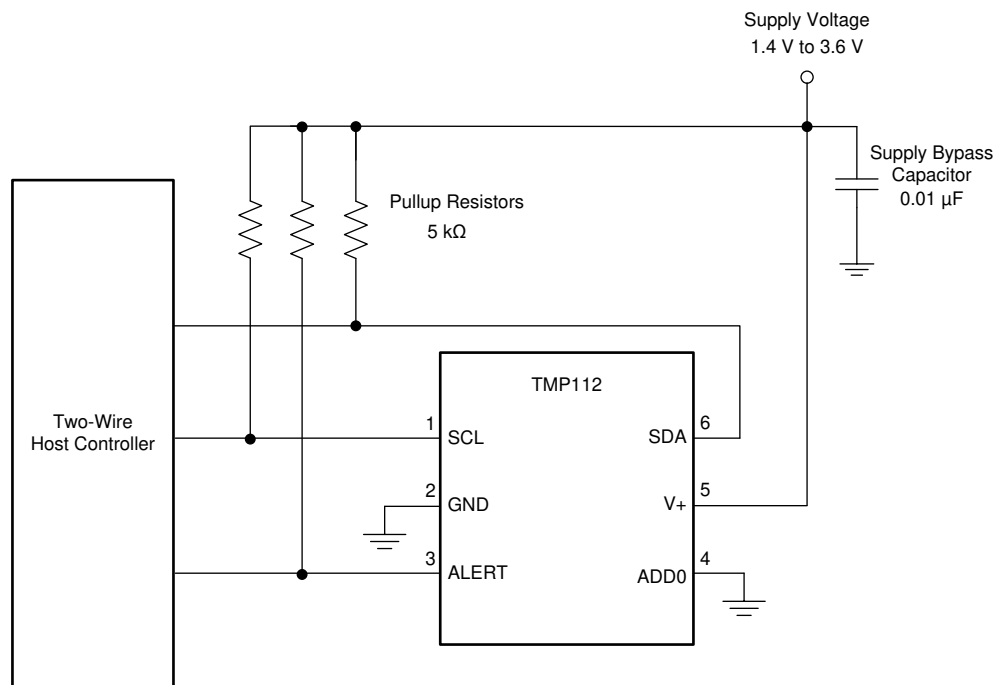 Supply Voltage
1.4 V to 3.6 V
Supply Bypass
Capacitor
0.01 µF
Pullup Resistors
5 kΩ
Two-Wire
Host Controller
TMP112
1
SCL
SDA
6
2
GND
V+
5
3
ALERT
ADD0
4